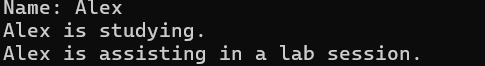 Name: Alex
Alex is studying.
Alex is assisting in a lab session.